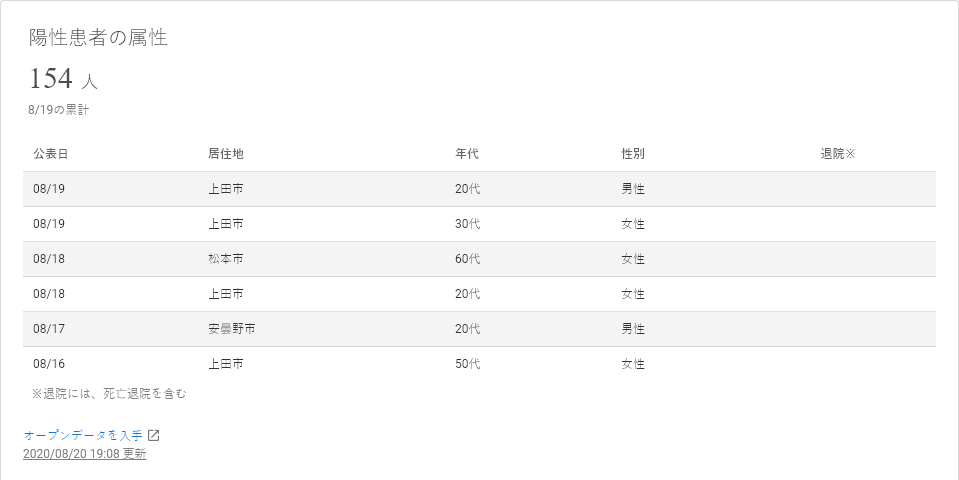 陽性患者の属性
154 人
8/19の累計
公表日 居住地 年代 性別 退院※
08/19 上田市 20代 男性
08/19 上田市 30代 女性
08/18 松本市 60代 女性
08/18 上田市 20代 女性
08/17 安曇野市 20代 男性
08/16 上田市 50代 女性
※退院には、死亡退院を含む
オープンデータを入手
2020/08/20 19:08 更新